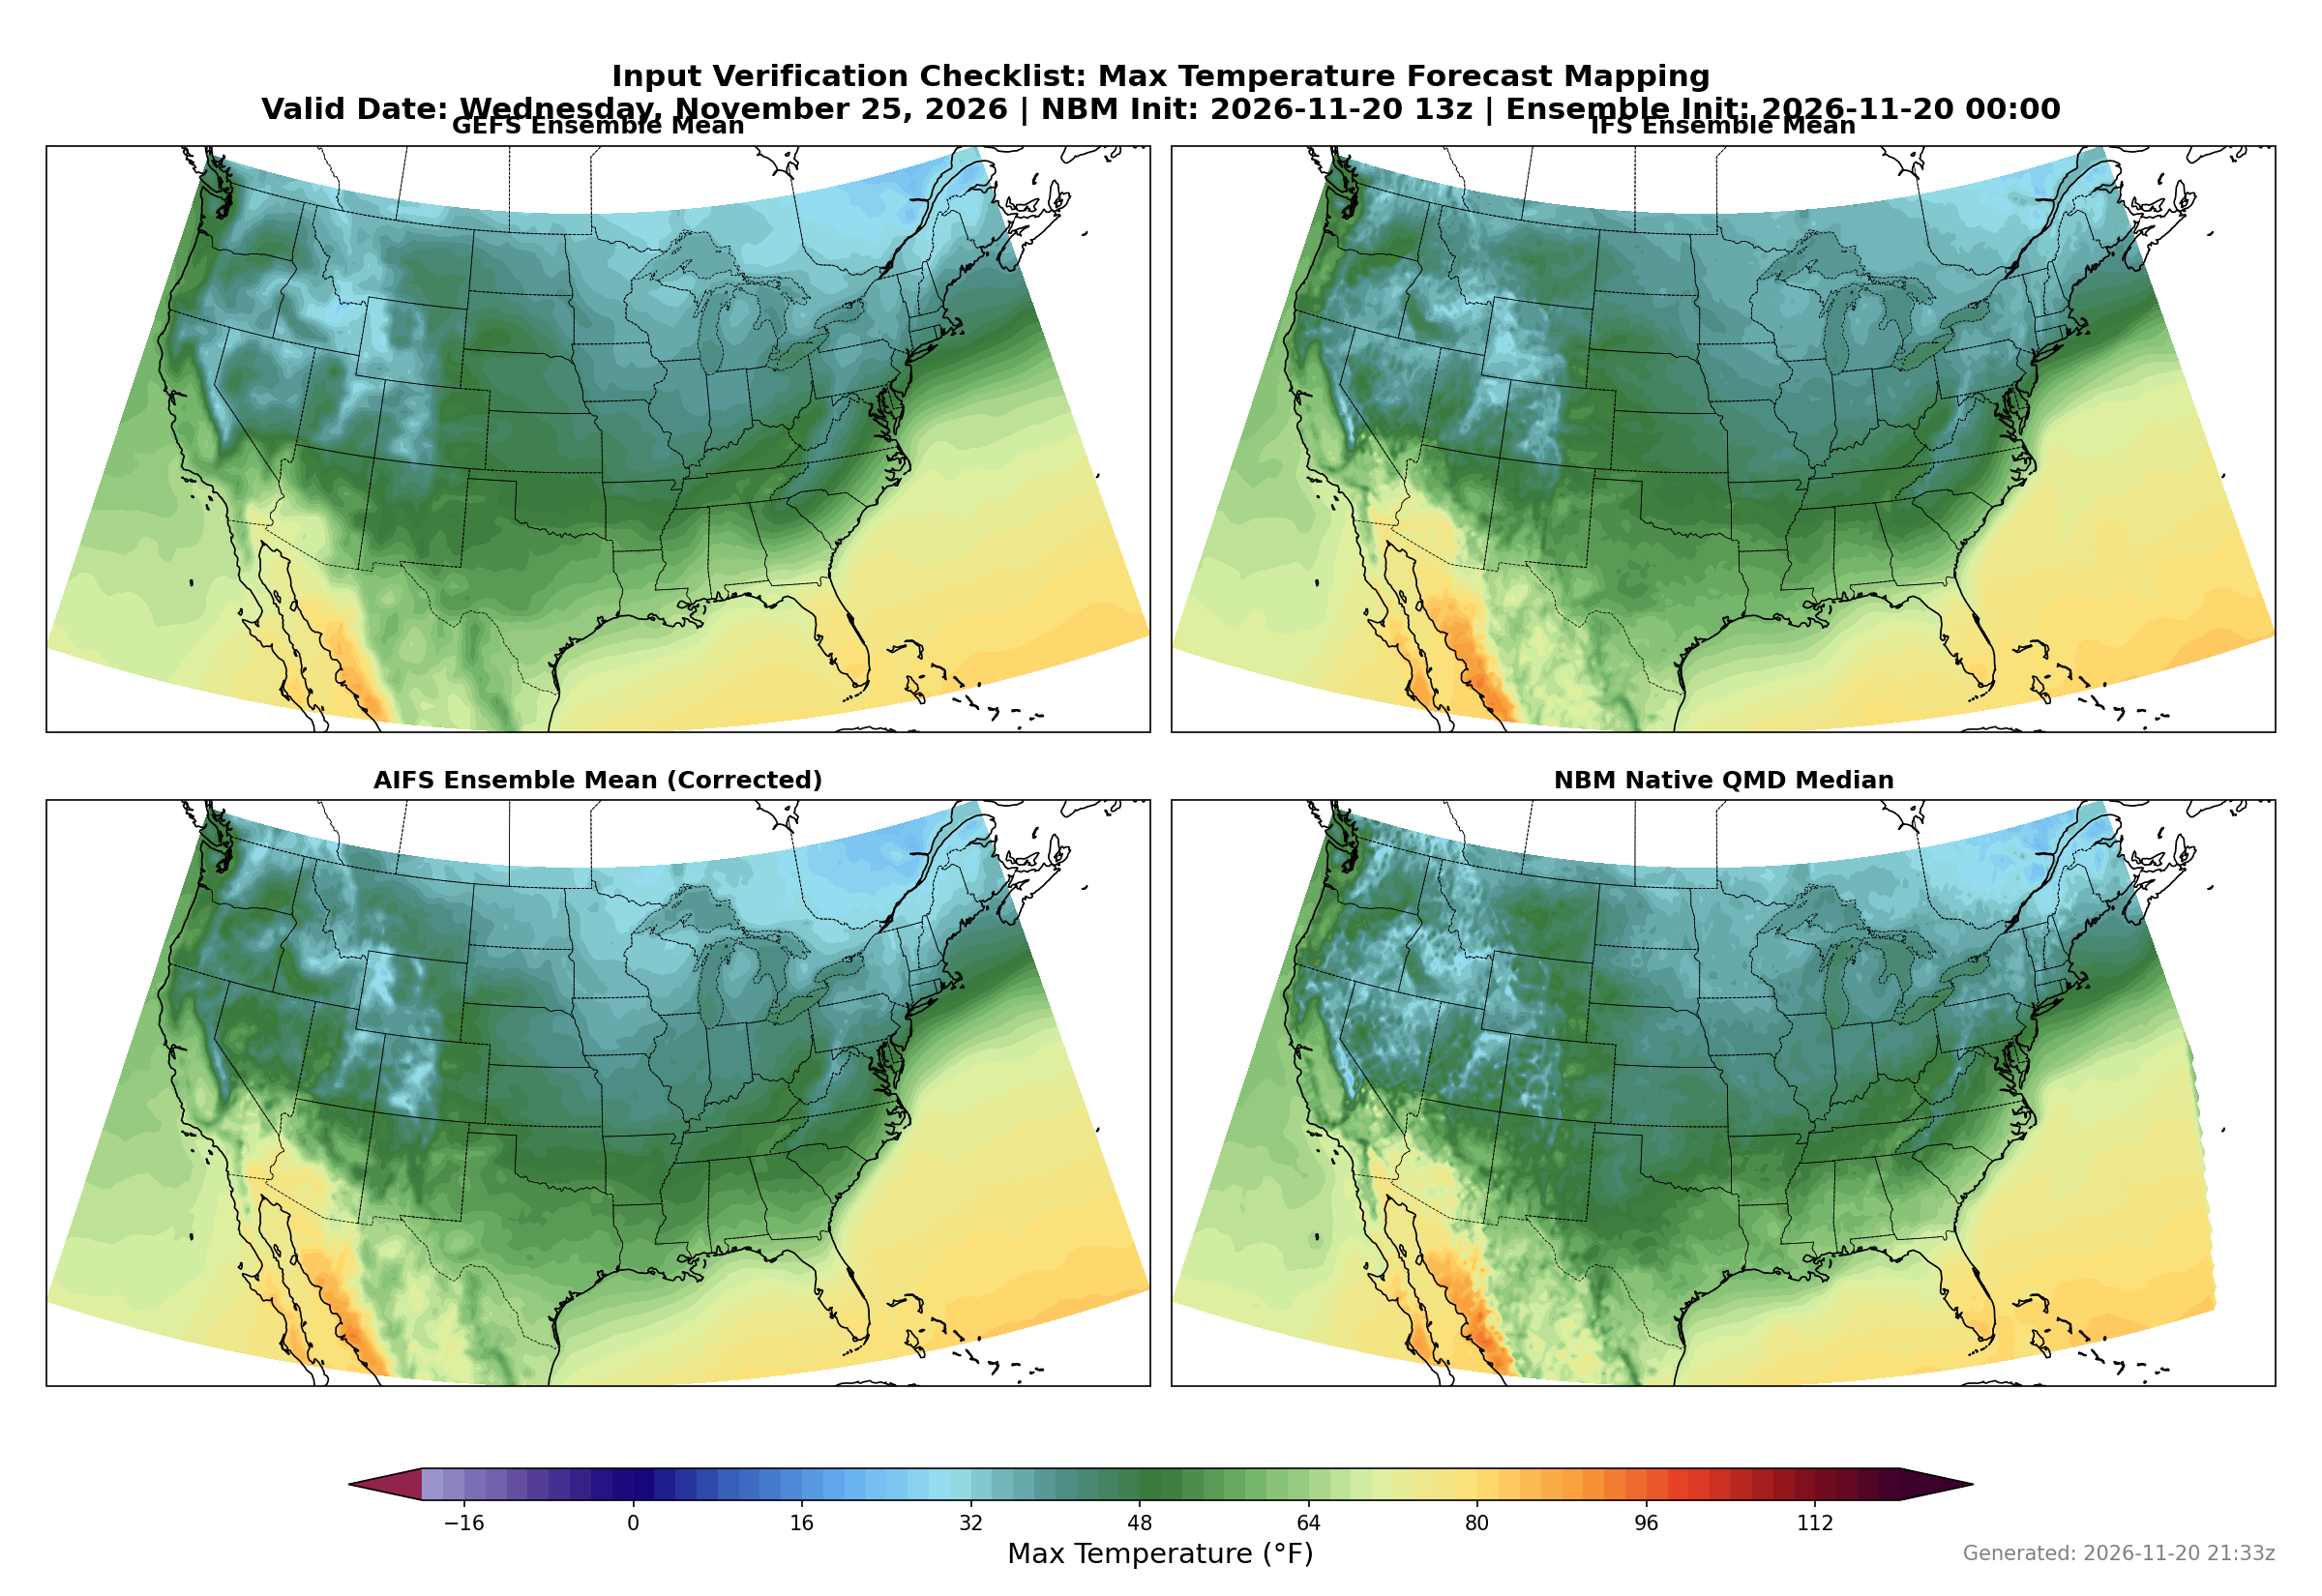 Input Verification Checklist: Max Temperature Forecast Mapping
Valid Date: Wednesday, November 25, 2026 | NBM Init: 2026-11-20 13z | Ensemble Init: 2026-11-20 00:00
GEFS Ensemble Mean
IFS Ensemble Mean
AIFS Ensemble Mean (Corrected)
NBM Native QMD Median
−16 0 16 32 48 64 80 96 112
Max Temperature (°F)
Generated: 2026-11-20 21:33z